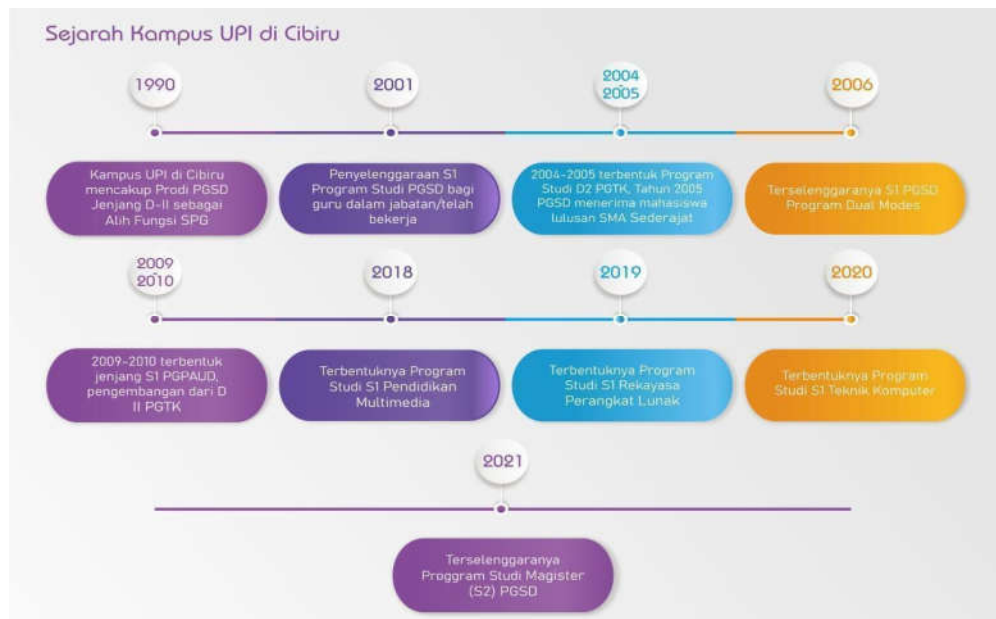 Sejarah Kampus UPI di Cibiru
1990
2001
2004
-
2005
2006
Kampus UPI di Cibiru
mencakup Prodi PGSD
Jenjang D-II sebagai
Alih Fungsi SPG
Penyelenggaraan S1
Program Studi PGSD bagi
guru dalam jabatan/telah
bekerja
2004-2005 terbentuk Program
Studi D2 PGTK, Tahun 2005
PGSD menerima mahasiswa
lulusan SMA Sederajat
Terselenggaranya S1 PGSD
Program Dual Modes
2009
-
2010
2018
2019
2020
2009-2010 terbentuk
jenjang S1 PGPAUD,
pengembangan dari D
II PGTK
Terbentuknya Program
Studi S1 Pendidikan
Multimedia
Terbentuknya Program
Studi S1 Rekayasa
Perangkat Lunak
Terbentuknya Program
Studi S1 Teknik Komputer
2021
Terselenggaranya
Proggram Studi Magister
(S2) PGSD